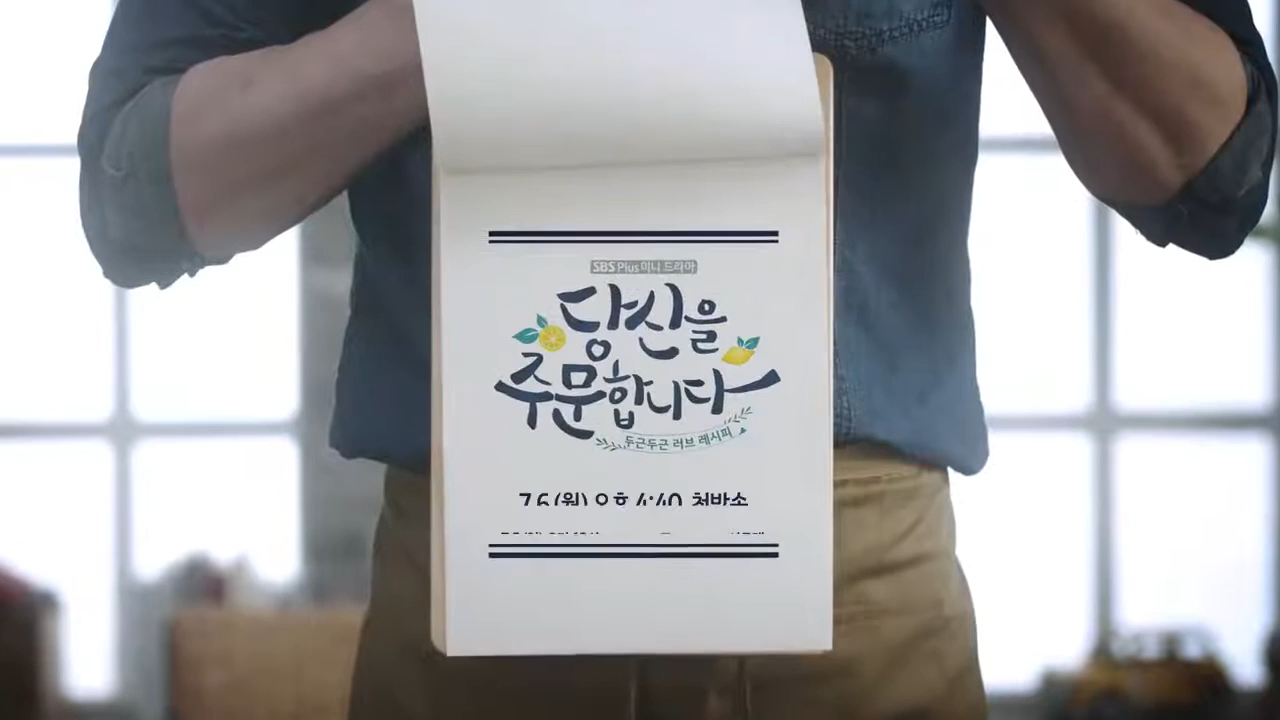 SBS Plus 미니 드라마
당신을
주문합니다
두근두근 러브 레시피
7.6 (월) 오후 4:40 첫방송